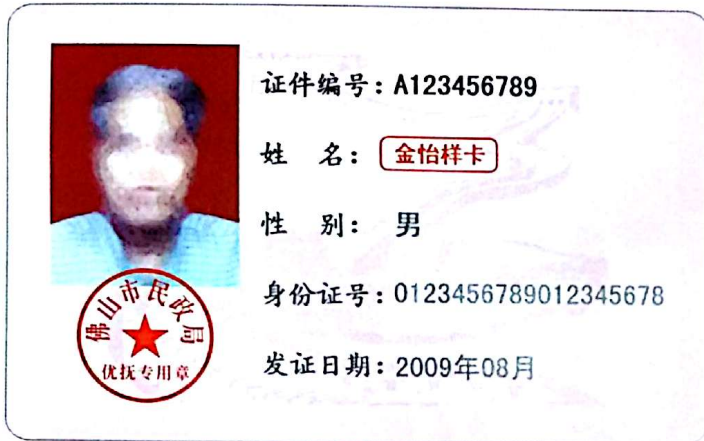 证件编号：A123456789
姓 名：金怡样卡
性 别：男
身份证号：0123456789012345678
发证日期：2009年08月
佛山市民政局
优抚专用章